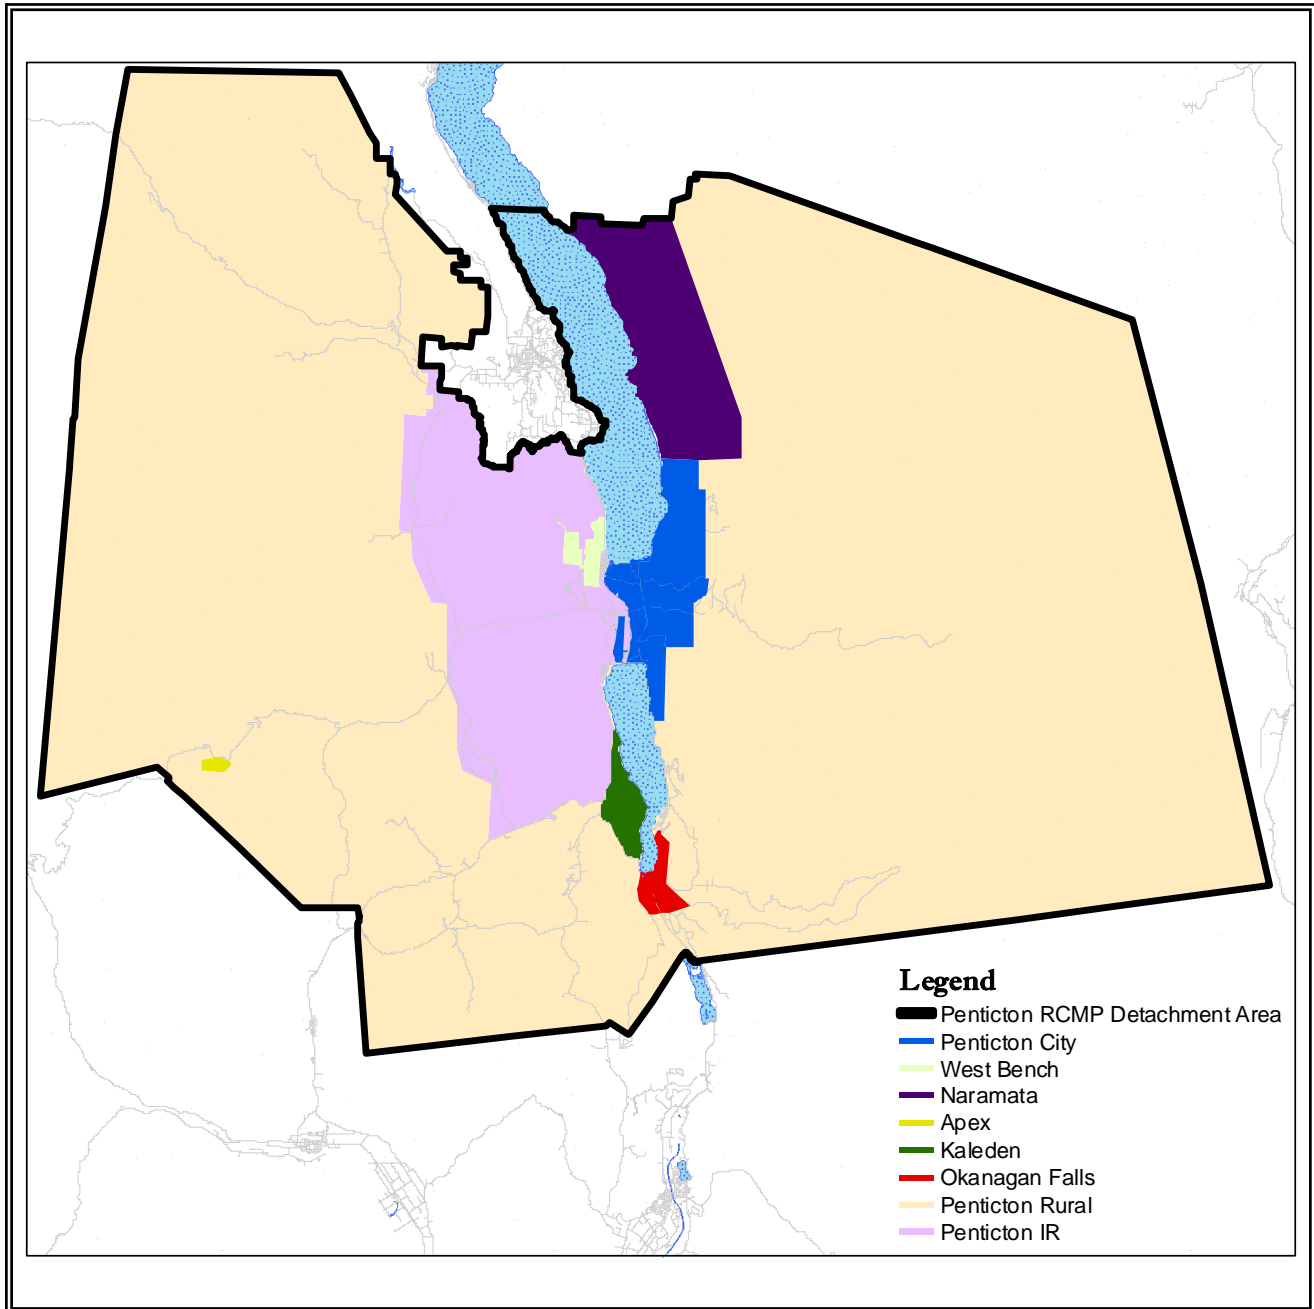 Legend
Penticton RCMP Detachment Area
Penticton City
West Bench
Naramata
Apex
Kaleden
Okanagan Falls
Penticton Rural
Penticton IR